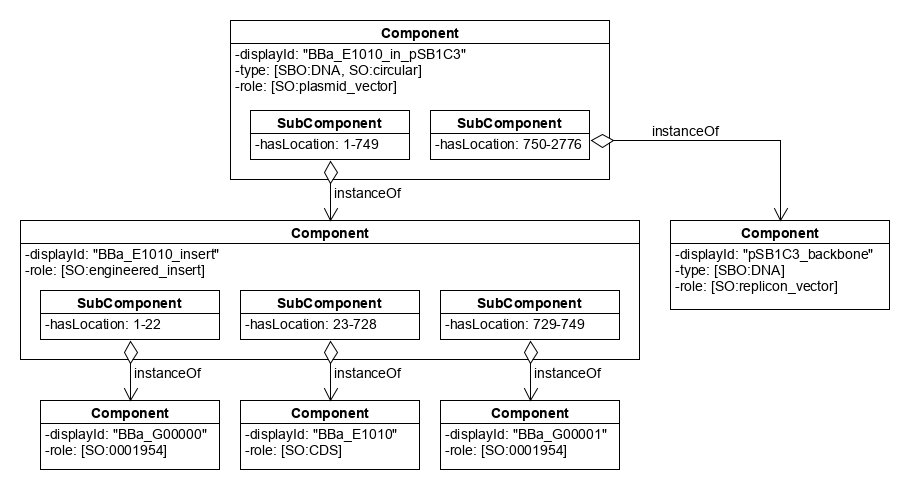 Component
-displayId: "BBa_E1010_in_pSB1C3"
-type: [SBO:DNA, SO:circular]
-role: [SO:plasmid_vector]
SubComponent
-hasLocation: 1-749
SubComponent
-hasLocation: 750-2776
instanceOf
instanceOf
Component
-displayId: "BBa_E1010_insert"
-role: [SO:engineered_insert]
SubComponent
-hasLocation: 1-22
SubComponent
-hasLocation: 23-728
SubComponent
-hasLocation: 729-749
Component
-displayId: "pSB1C3_backbone"
-type: [SBO:DNA]
-role: [SO:replicon_vector]
instanceOf
instanceOf
instanceOf
Component
-displayId: "BBa_G00000"
-role: [SO:0001954]
Component
-displayId: "BBa_E1010"
-role: [SO:CDS]
Component
-displayId: "BBa_G00001"
-role: [SO:0001954]